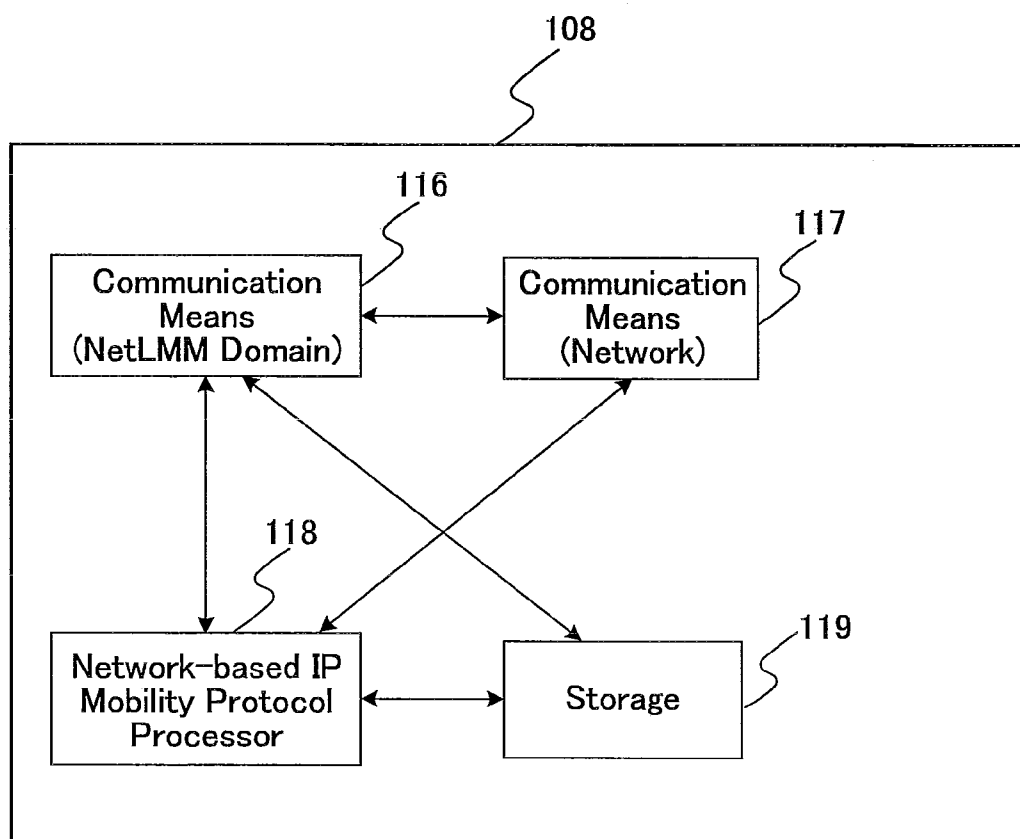 108
116
117
Communication
Means
(NetLMM Domain)
Communication
Means
(Network)
118
119
Network-based IP
Mobility Protocol
Processor
Storage